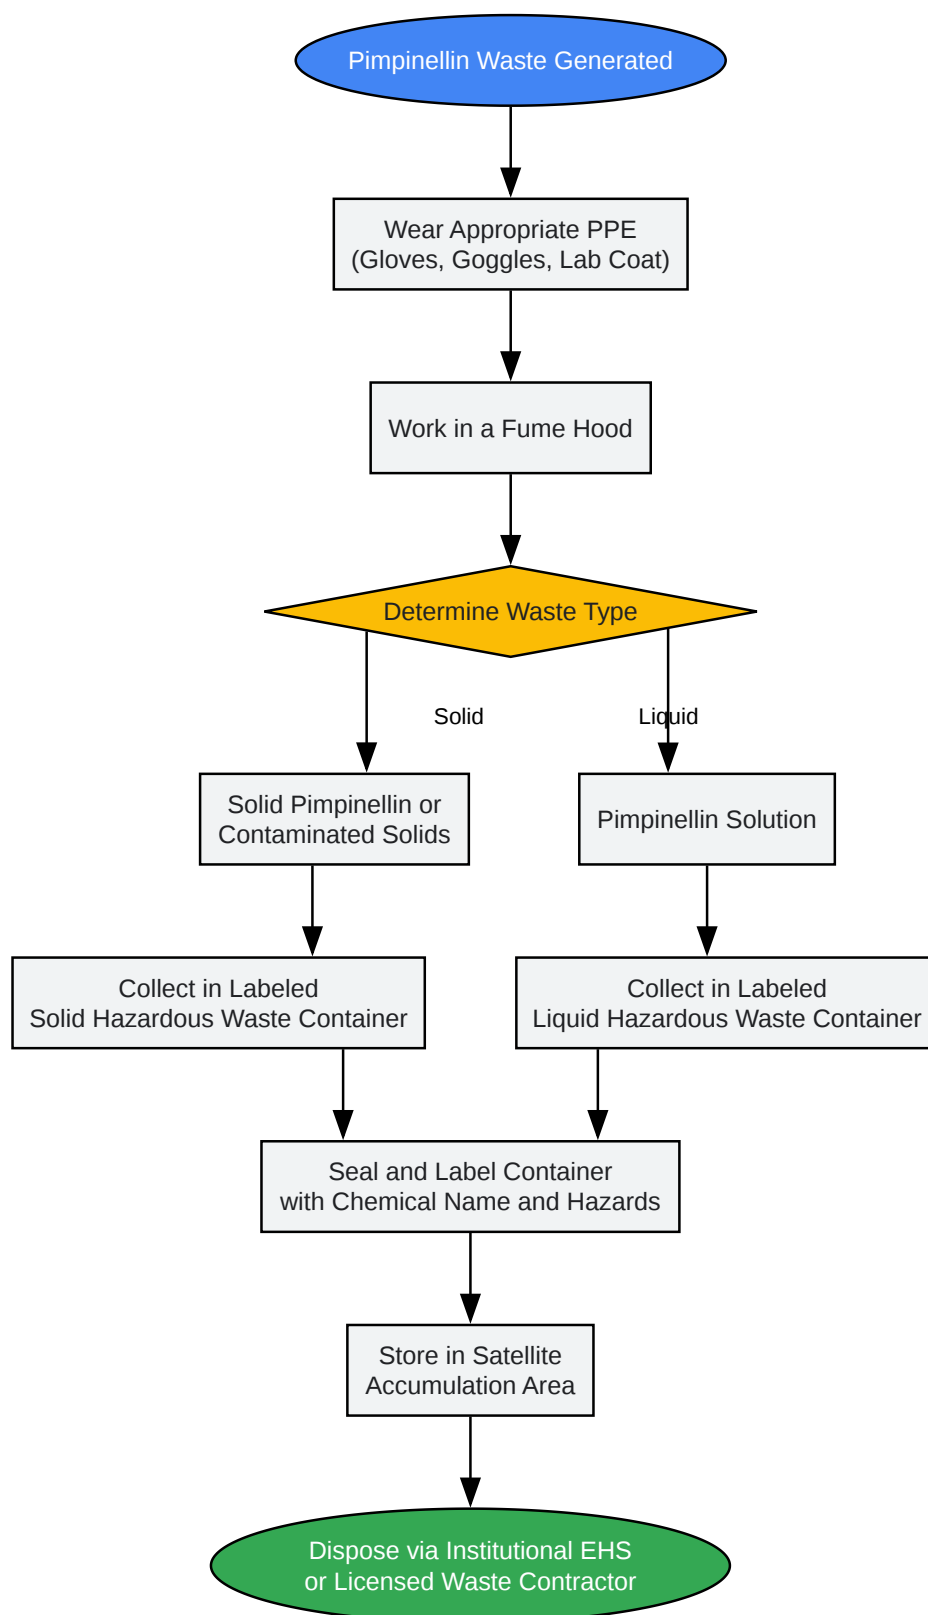 Pimpinellin Waste Generated
Wear Appropriate PPE
(Gloves, Goggles, Lab Coat)
Work in a Fume Hood
Determine Waste Type
Solid
Liquid
Solid Pimpinellin or
Contaminated Solids
Pimpinellin Solution
Collect in Labeled
Solid Hazardous Waste Container
Collect in Labeled
Liquid Hazardous Waste Container
Seal and Label Container
with Chemical Name and Hazards
Store in Satellite
Accumulation Area
Dispose via Institutional EHS
or Licensed Waste Contractor